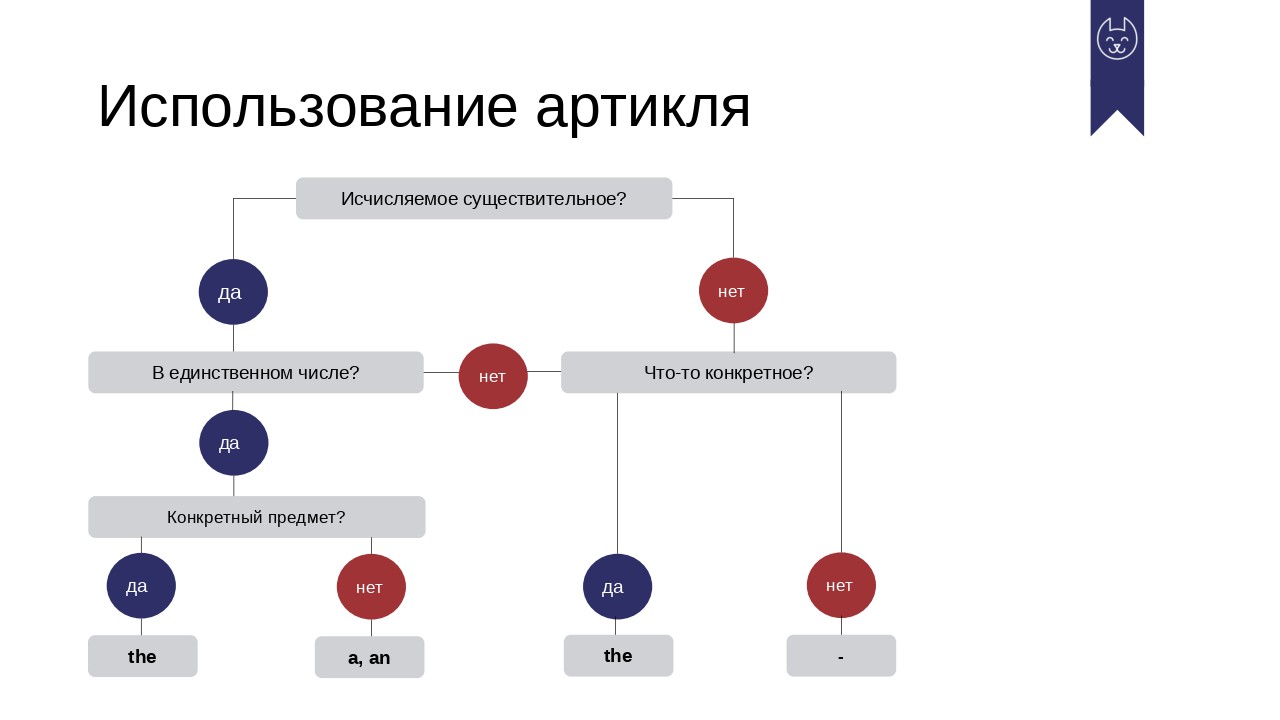 Использование артикля
Исчисляемое существительное?
да
нет
В единственном числе?
нет
Что-то конкретное?
да
Конкретный предмет?
да
нет
да
нет
the
a, an
the
-